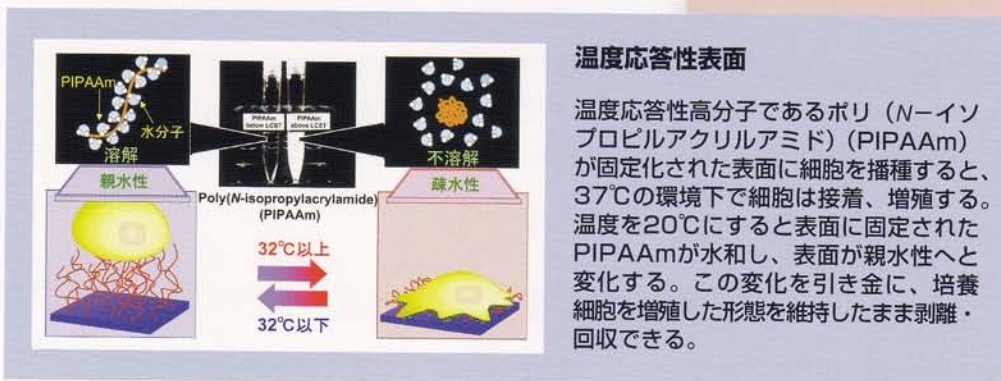 PIPAAm
水分子
溶解
親水性
PIPAAm
below LCST
PIPAAm
above LCST
不溶解
疎水性
Poly(N-isopropylacrylamide)
(PIPAAm)
32℃以上
32℃以下
温度応答性表面
温度応答性高分子であるポリ（N−イソ
プロピルアクリルアミド）(PIPAAm)
が固定化された表面に細胞を播種すると、
37℃の環境下で細胞は接着、増殖する。
温度を20℃にすると表面に固定された
PIPAAmが水和し、表面が親水性へと
変化する。この変化を引き金に、培養
細胞を増殖した形態を維持したまま剥離・
回収できる。